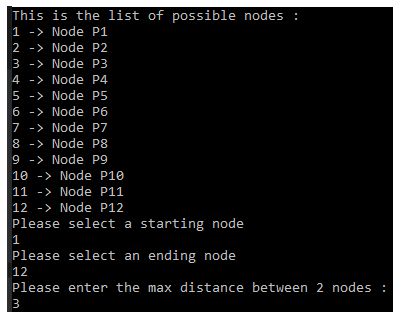 This is the list of possible nodes :
1 -> Node P1
2 -> Node P2
3 -> Node P3
4 -> Node P4
5 -> Node P5
6 -> Node P6
7 -> Node P7
8 -> Node P8
9 -> Node P9
10 -> Node P10
11 -> Node P11
12 -> Node P12
Please select a starting node
1
Please select an ending node
12
Please enter the max distance between 2 nodes :
3